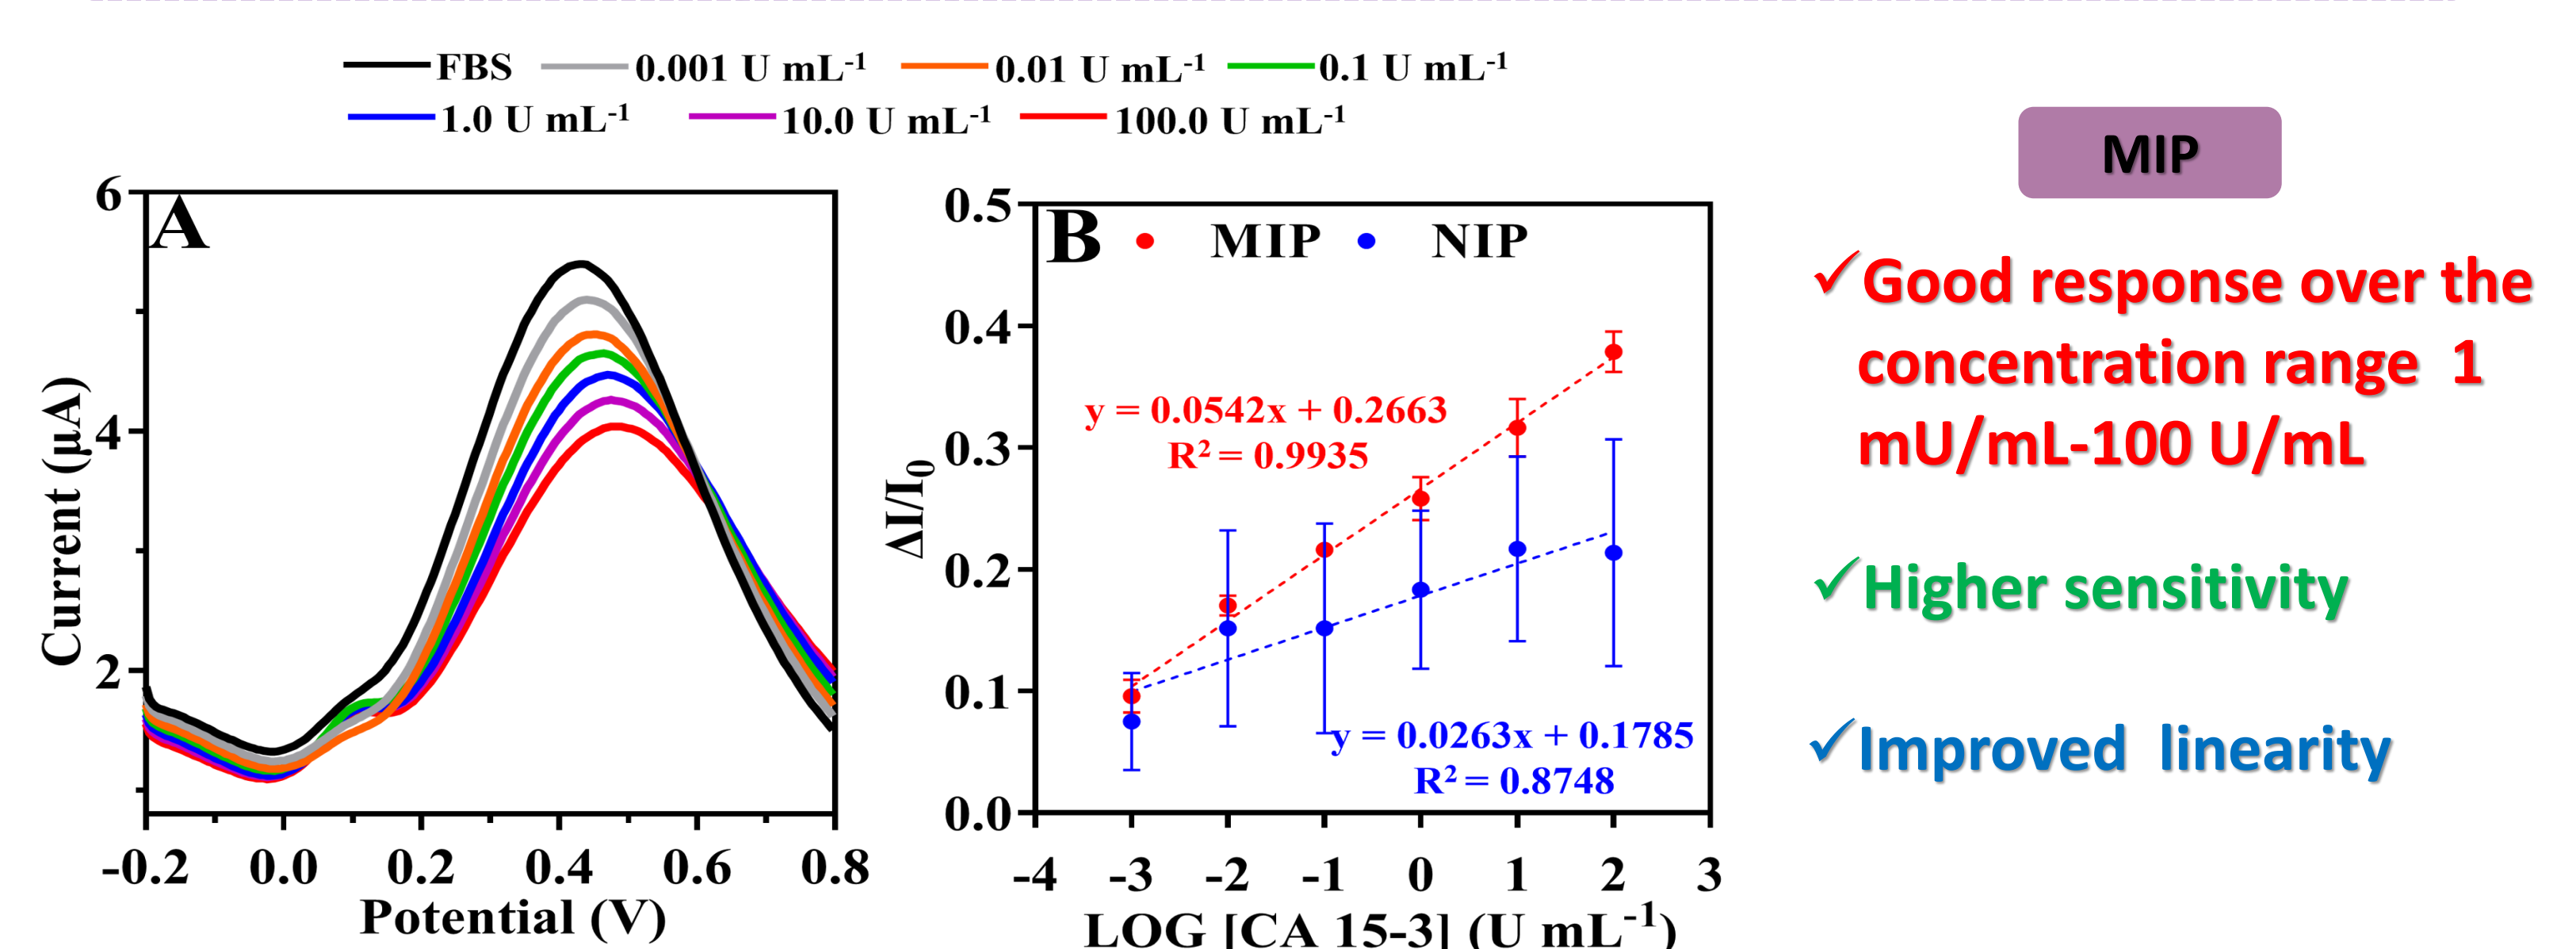 FBS 0.001 U mL⁻¹ 0.01 U mL⁻¹ 0.1 U mL⁻¹
1.0 U mL⁻¹ 10.0 U mL⁻¹ 100.0 U mL⁻¹
A
6
4
2
Current (µA)
-0.2 0.0 0.2 0.4 0.6 0.8
Potential (V)
B MIP NIP
0.5
0.4
0.3
0.2
0.1
0.0
ΔI/I₀
y = 0.0542x + 0.2663
R² = 0.9935
y = 0.0263x + 0.1785
R² = 0.8748
-4 -3 -2 -1 0 1 2 3
LOG [CA 15-3] (U mL⁻¹)
MIP
✓Good response over the
concentration range 1
mU/mL-100 U/mL
✓Higher sensitivity
✓Improved linearity